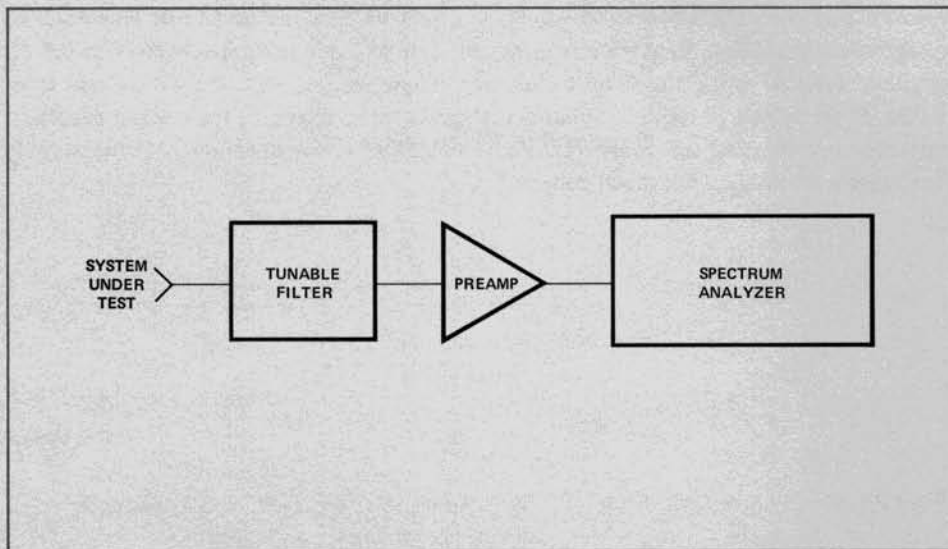 SYSTEM
UNDER
TEST
TUNABLE
FILTER
PREAMP
SPECTRUM
ANALYZER